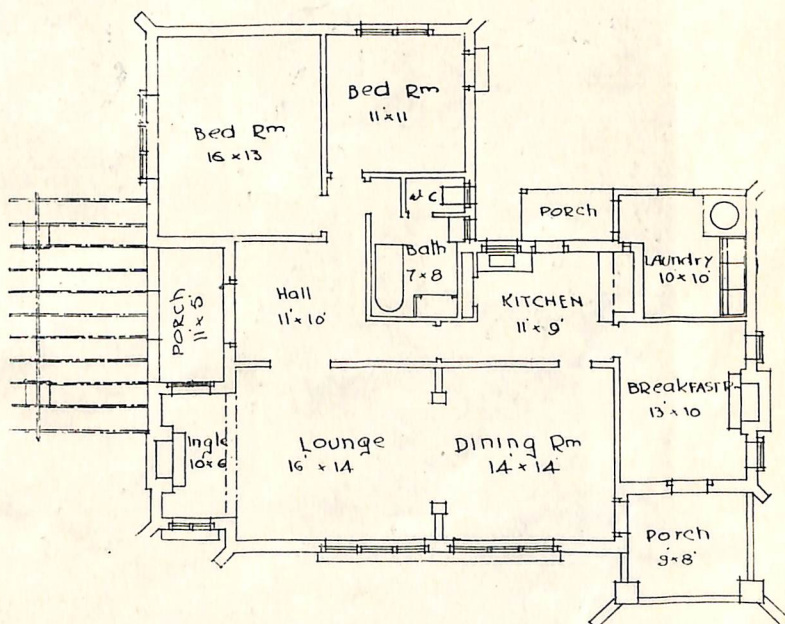 Bed Rm
16 × 13
Bed Rm
11' × 11
W C
PORCH
Bath
7 × 8
LAundry
10 × 10'
PORCH
11' × 5'
Hall
11' × 10'
KITCHEN
11' × 9'
BREAKFAST R
13' × 10
Ingle
10 × 6'
Lounge
16' × 14
DINING Rm
14' × 14'
Porch
9' × 8'